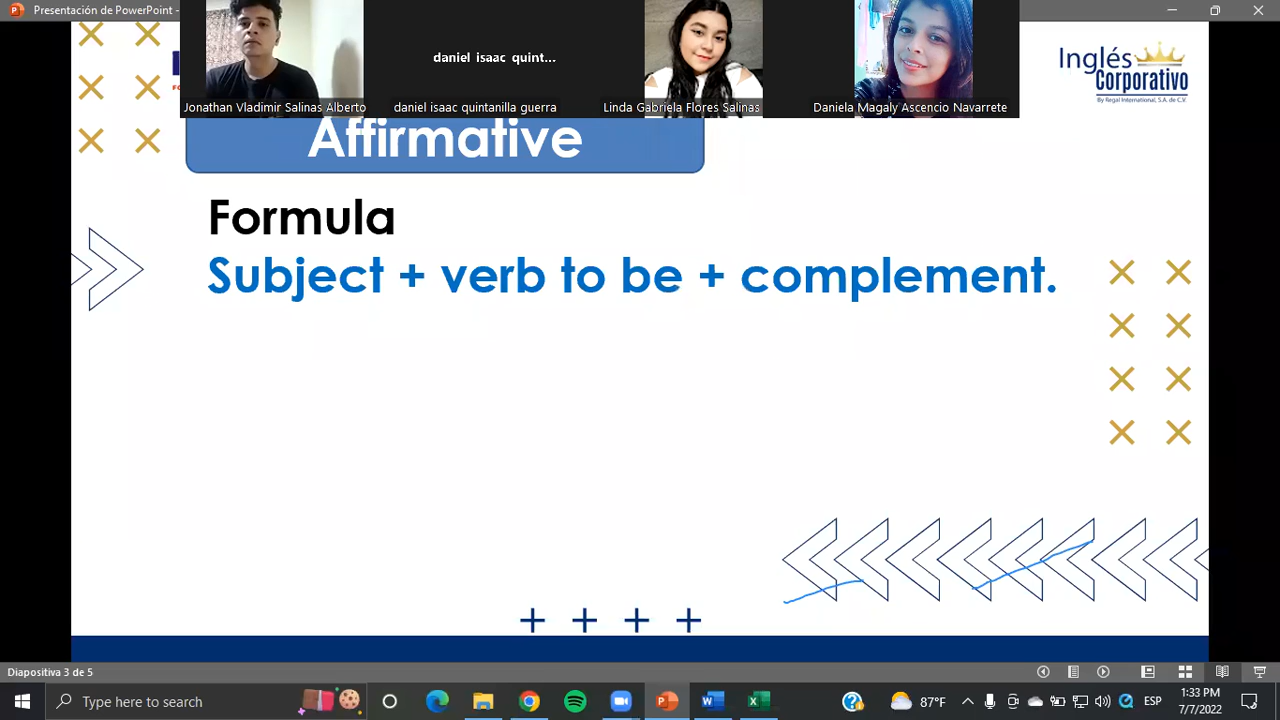 Presentación de PowerPoint -
daniel isaac quint...
Jonathan Vladimir Salinas Alberto
daniel isaac quintanilla guerra
Linda Gabriela Flores Salinas
Daniela Magaly Ascencio Navarrete
Inglés
Corporativo
By Regal International, S.A. de C.V.
Affirmative
Formula
Subject + verb to be + complement.
Diapositiva 3 de 5
Type here to search
87°F
ESP
1:33 PM
7/7/2022